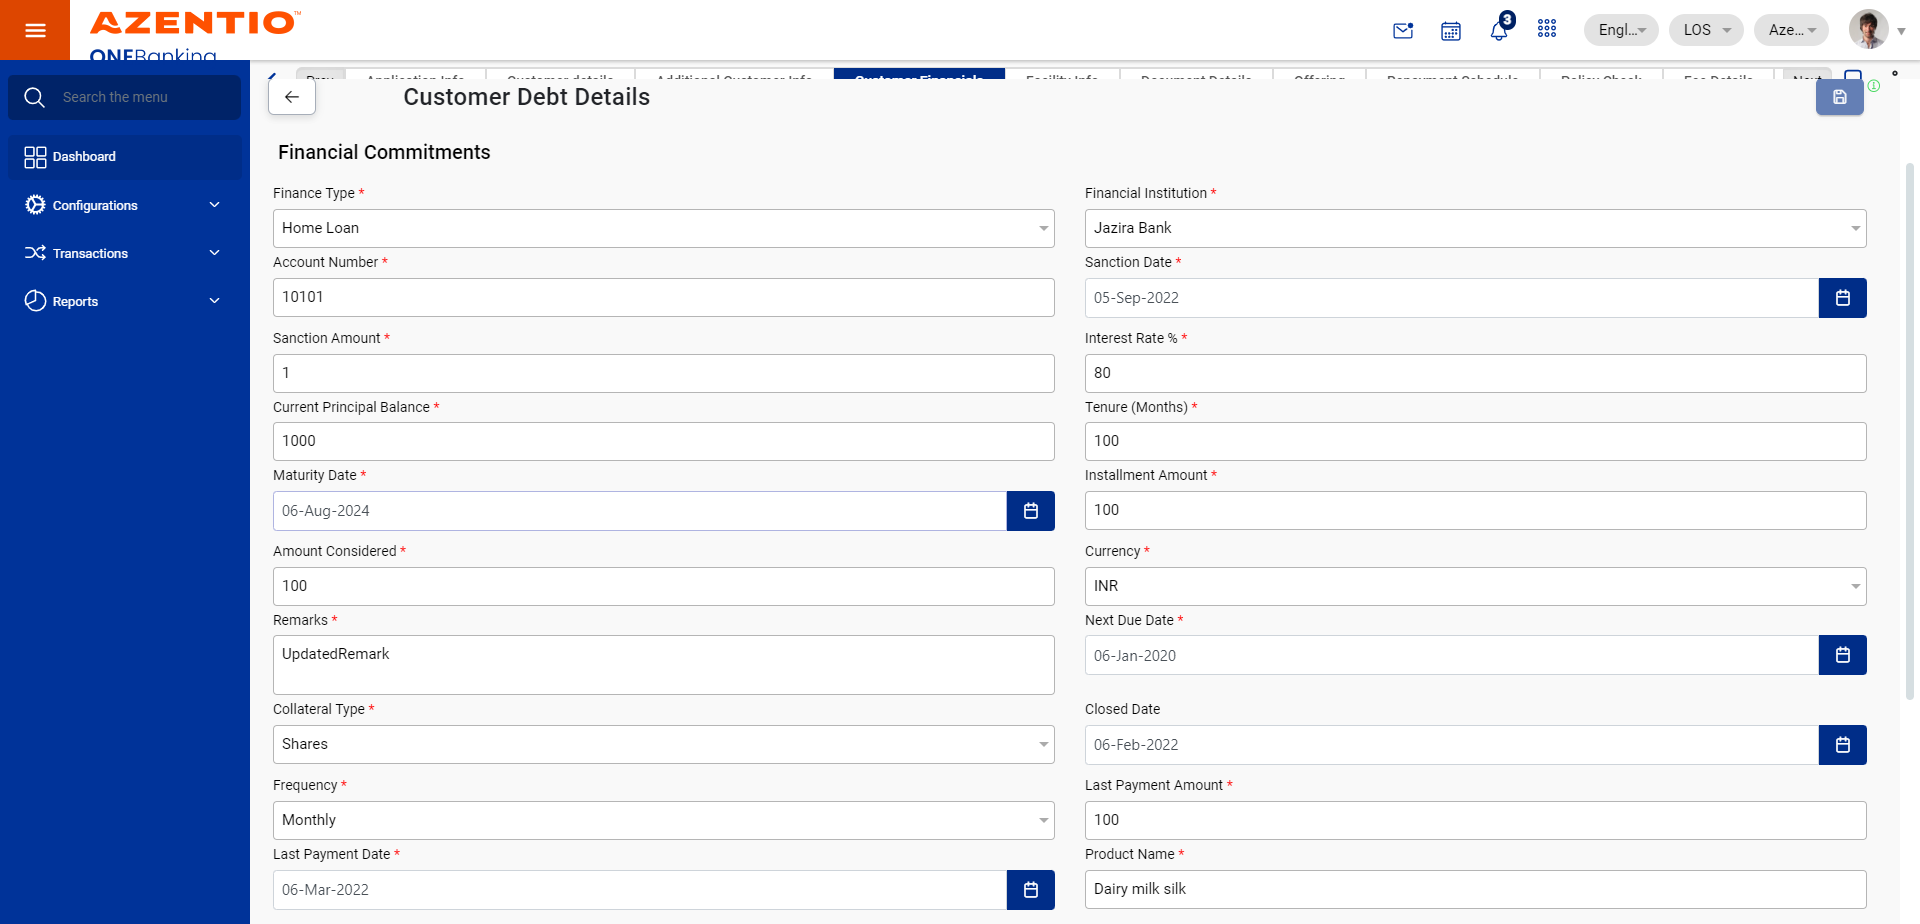 AZENTIO™
ONEBanking
3
Engl...
LOS
Aze...
Prev
Application Info
Customer details
Additional Customer Info
Customer Financials
Facility Info
Document Details
Offering
Repayment Schedule
Policy Check
Fee Details
Next
Search the menu
Dashboard
Configurations
Transactions
Reports
Customer Debt Details
Financial Commitments
Finance Type *
Home Loan
Financial Institution *
Jazira Bank
Account Number *
10101
Sanction Date *
05-Sep-2022
Sanction Amount *
1
Interest Rate % *
80
Current Principal Balance *
1000
Tenure (Months) *
100
Maturity Date *
06-Aug-2024
Installment Amount *
100
Amount Considered *
100
Currency *
INR
Remarks *
UpdatedRemark
Next Due Date *
06-Jan-2020
Collateral Type *
Shares
Closed Date
06-Feb-2022
Frequency *
Monthly
Last Payment Amount *
100
Last Payment Date *
06-Mar-2022
Product Name *
Dairy milk silk